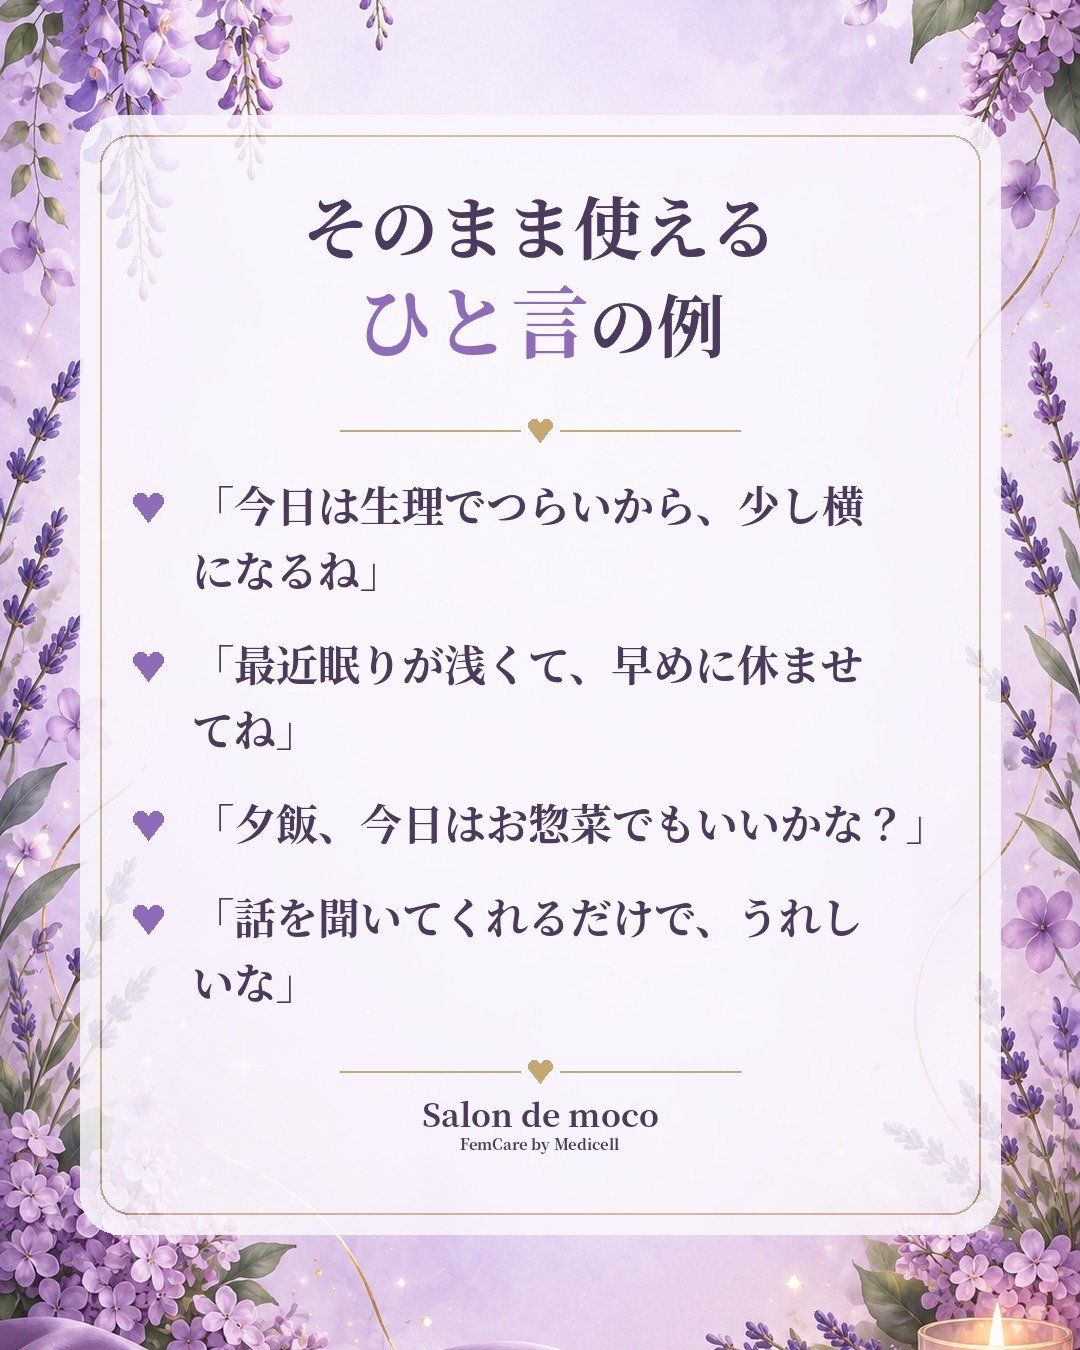 そのまま使える
ひと言の例
「今日は生理でつらいから、少し横
になるね」
「最近眠りが浅くて、早めに休ませ
てね」
「夕飯、今日はお惣菜でもいいかな？」
「話を聞いてくれるだけで、うれし
いな」
Salon de moco
FemCare by Medicell